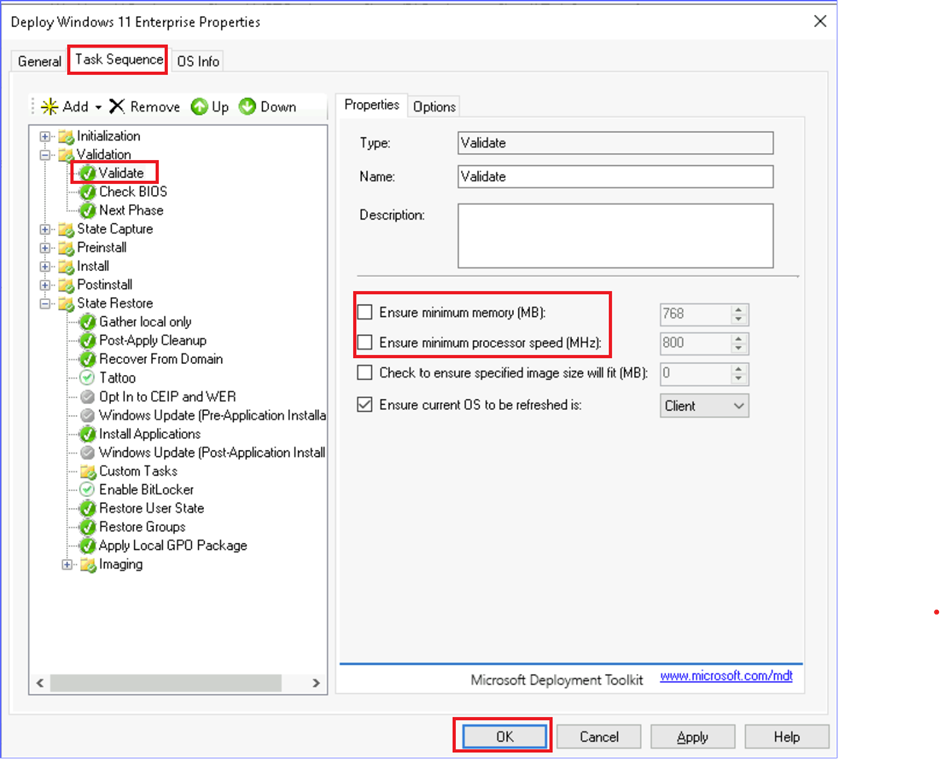 Deploy Windows 11 Enterprise Properties
General Task Sequence OS Info
Add Remove Up Down
Initialization
Validation
Validate
Check BIOS
Next Phase
State Capture
Preinstall
Install
Postinstall
State Restore
Gather local only
Post-Apply Cleanup
Recover From Domain
Tattoo
Opt In to CEIP and WER
Windows Update (Pre-Application Installa
Install Applications
Windows Update (Post-Application Install
Custom Tasks
Enable BitLocker
Restore User State
Restore Groups
Apply Local GPO Package
Imaging
Properties Options
Type: Validate
Name: Validate
Description:
Ensure minimum memory (MB): 768
Ensure minimum processor speed (MHz): 800
Check to ensure specified image size will fit (MB): 0
Ensure current OS to be refreshed is: Client
Microsoft Deployment Toolkit www.microsoft.com/mdt
OK Cancel Apply Help